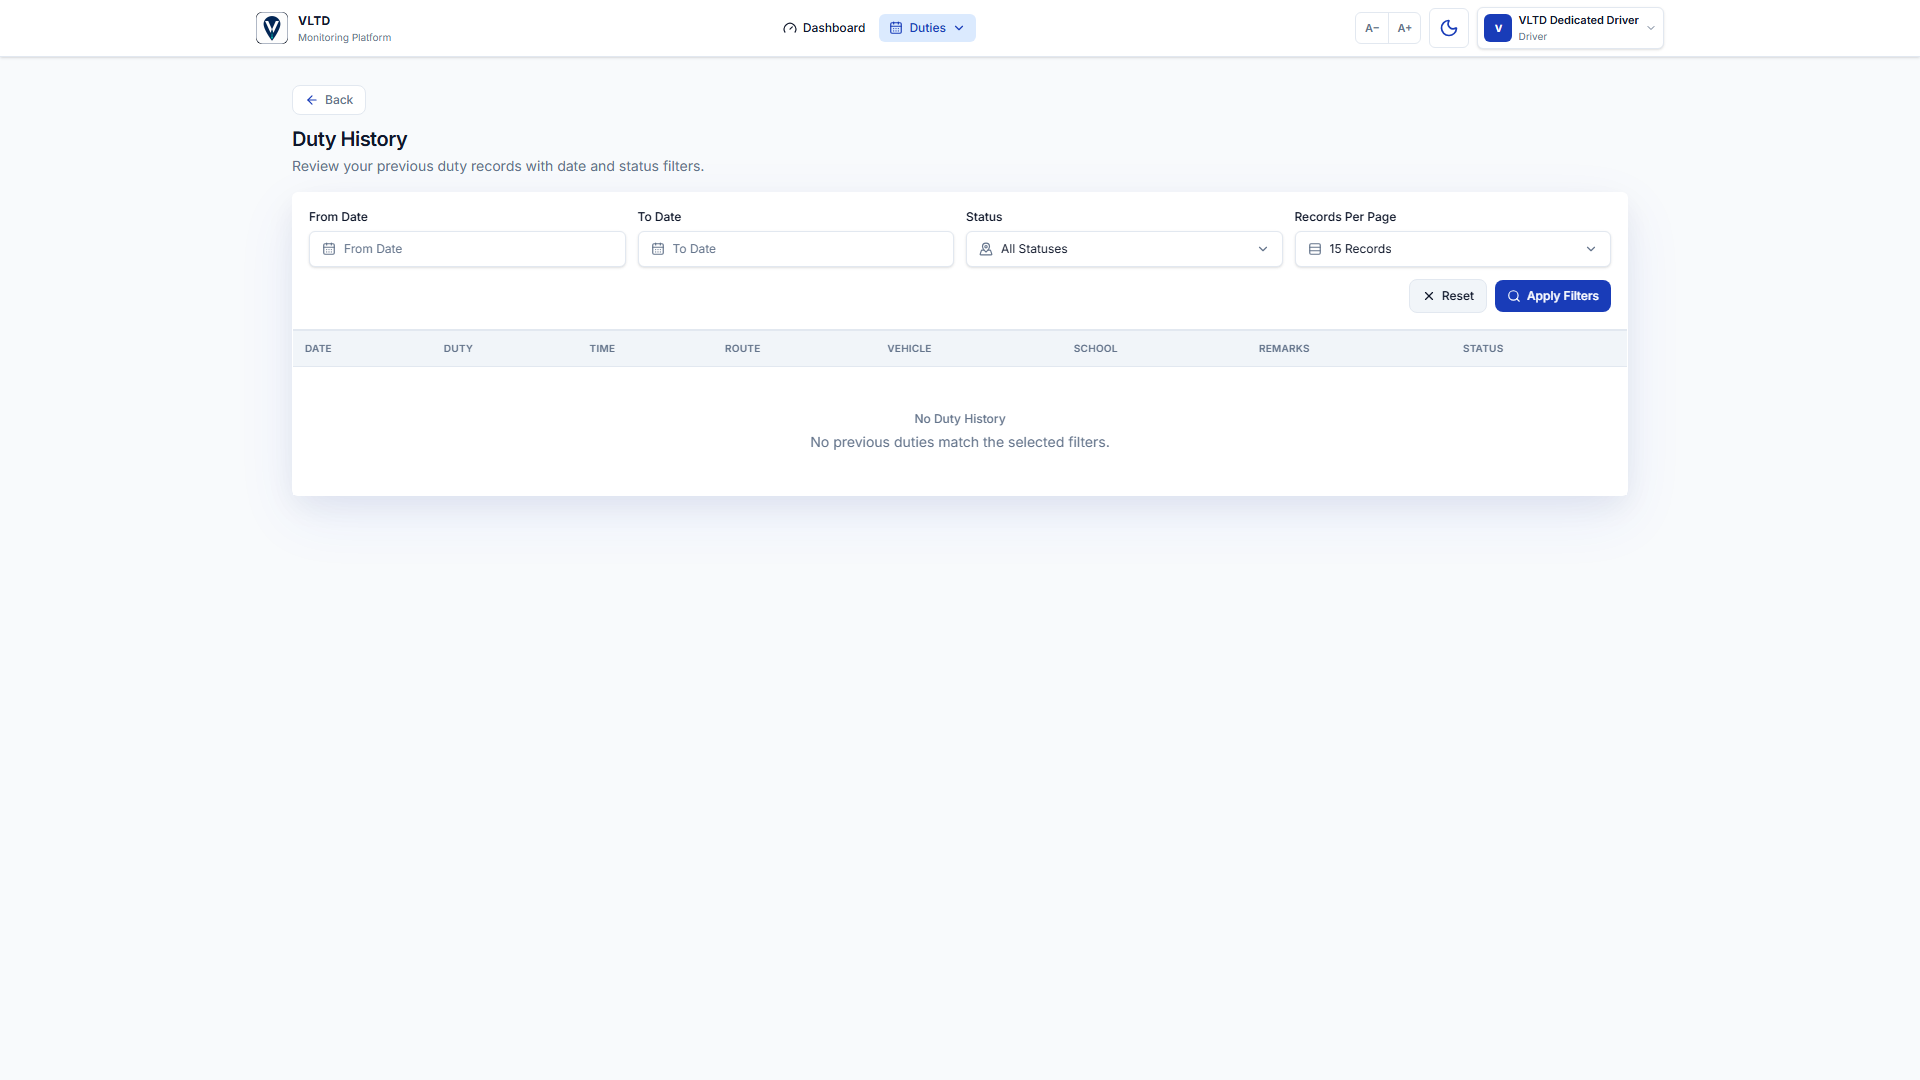 VLTD
Monitoring Platform
Dashboard
Duties
A−
A+
V
VLTD Dedicated Driver
Driver
Back
Duty History
Review your previous duty records with date and status filters.
From Date
To Date
Status
Records Per Page
From Date
To Date
All Statuses
15 Records
Reset
Apply Filters
DATE DUTY TIME ROUTE VEHICLE SCHOOL REMARKS STATUS
No Duty History
No previous duties match the selected filters.